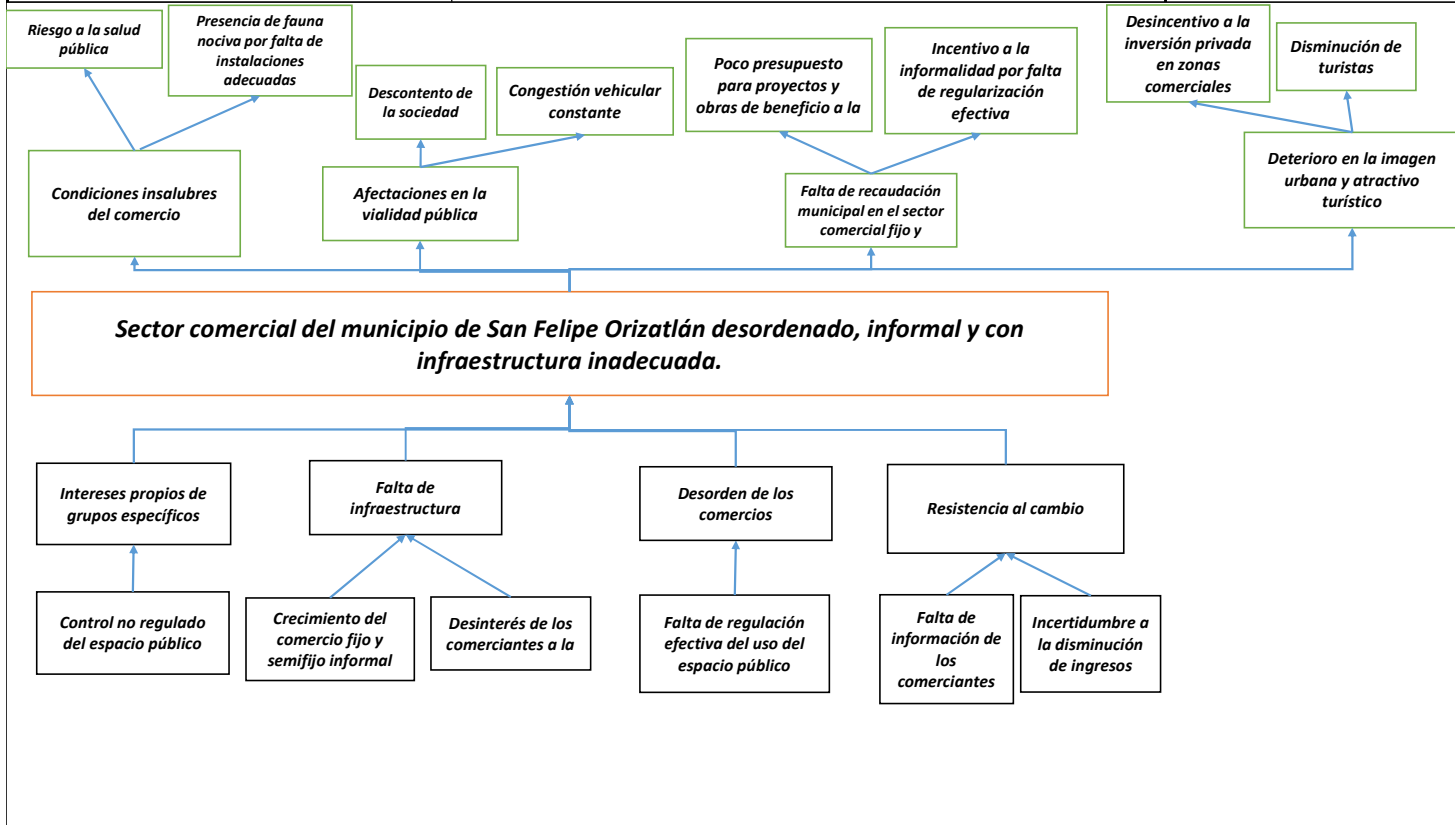 Riesgo a la salud
pública
Presencia de fauna
nociva por falta de
instalaciones
adecuadas
Descontento de
la sociedad
Congestión vehicular
constante
Poco presupuesto
para proyectos y
obras de beneficio a la
Incentivo a la
informalidad por falta
de regularización
efectiva
Desincentivo a la
inversión privada
en zonas
comerciales
Disminución de
turistas
Condiciones insalubres
del comercio
Afectaciones en la
vialidad pública
Falta de recaudación
municipal en el sector
comercial fijo y
Deterioro en la imagen
urbana y atractivo
turístico
Sector comercial del municipio de San Felipe Orizatlán desordenado, informal y con
infraestructura inadecuada.
Intereses propios de
grupos específicos
Falta de
infraestructura
Desorden de los
comercios
Resistencia al cambio
Control no regulado
del espacio público
Crecimiento del
comercio fijo y
semifijo informal
Desinterés de los
comerciantes a la
Falta de regulación
efectiva del uso del
espacio público
Falta de
información de
los
comerciantes
Incertidumbre a
la disminución
de ingresos